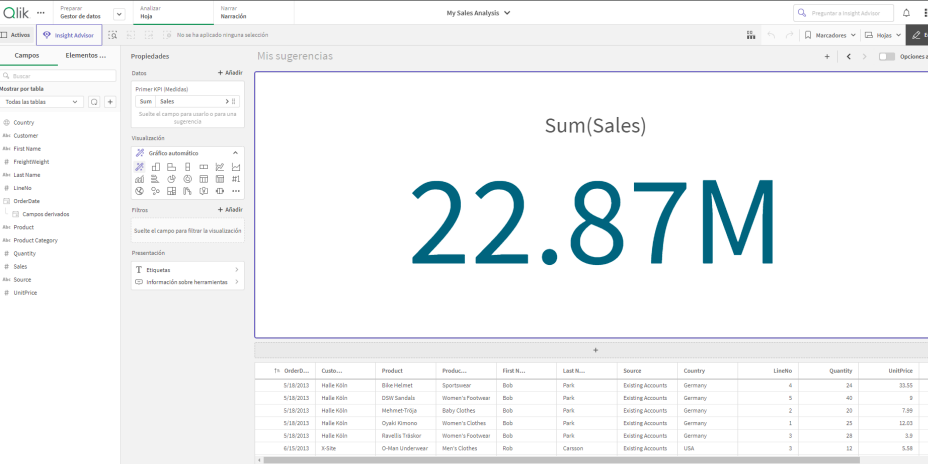 Qlik
Preparar
Gestor de datos
Analizar
Hoja
Narrar
Narración
My Sales Analysis
Preguntar a Insight Advisor
Activos
Insight Advisor
No se ha aplicado ninguna selección
Marcadores
Hojas
Campos
Elementos ...
Buscar
Mostrar por tabla
Todas las tablas
Country
Abc Customer
Abc First Name
# FreightWeight
Abc Last Name
# LineNo
OrderDate
Campos derivados
Abc Product
Abc Product Category
# Quantity
# Sales
Abc Source
# UnitPrice
Propiedades
Datos
+ Añadir
Primer KPI (Medidas)
Sum Sales
Suelte el campo para usarlo o para una sugerencia
Visualización
Gráfico automático
#1
Filtros
+ Añadir
Suelte el campo para filtrar la visualización
Presentación
Etiquetas
Información sobre herramientas
Mis sugerencias
Opciones a
Sum(Sales)
22.87M
+
OrderD... Custo... Product Produc... First N... Last N... Source Country LineNo Quantity UnitPrice
5/18/2013 Halle Köln Bike Helmet Sportswear Bob Park Existing Accounts Germany 4 24 33.55
5/18/2013 Halle Köln DSW Sandals Women's Footwear Bob Park Existing Accounts Germany 5 40 9
5/18/2013 Halle Köln Mehmet-Tröja Baby Clothes Bob Park Existing Accounts Germany 2 20 7.99
5/18/2013 Halle Köln Oyaki Kimono Women's Clothes Bob Park Existing Accounts Germany 1 25 12.03
5/18/2013 Halle Köln Ravellis Träskor Women's Footwear Bob Park Existing Accounts Germany 3 28 3.9
6/15/2013 X-Site O-Man Underwear Men's Clothes Rob Carsson Existing Accounts USA 3 12 5.58